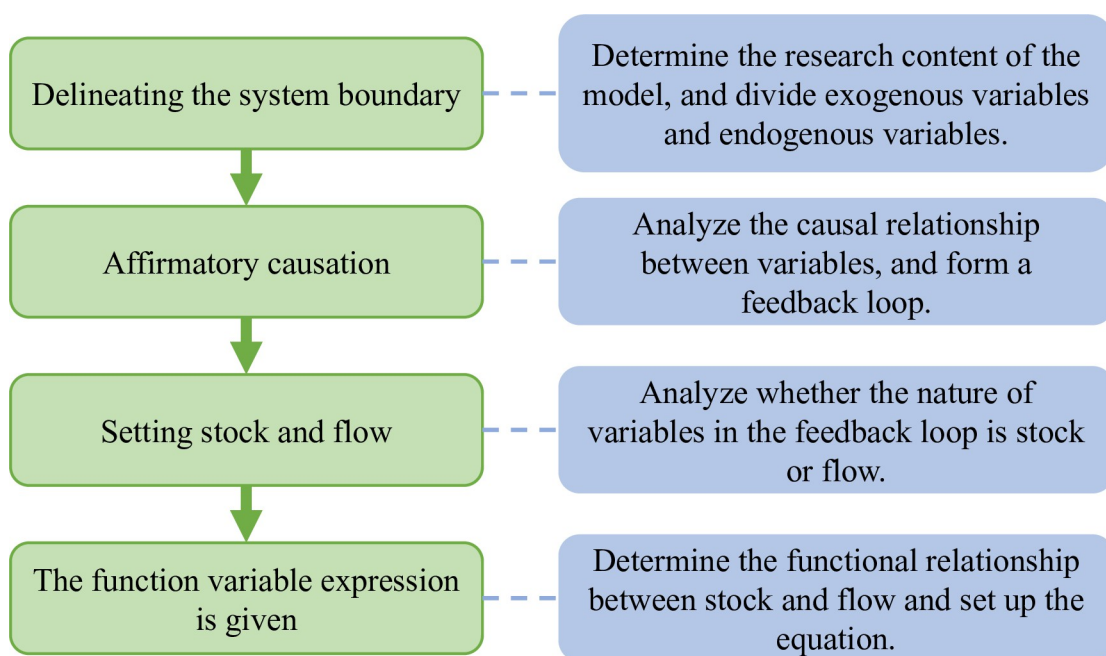 Delineating the system boundary
Determine the research content of the
model, and divide exogenous variables
and endogenous variables.
Affirmatory causation
Analyze the causal relationship
between variables, and form a
feedback loop.
Setting stock and flow
Analyze whether the nature of
variables in the feedback loop is stock
or flow.
The function variable expression
is given
Determine the functional relationship
between stock and flow and set up the
equation.